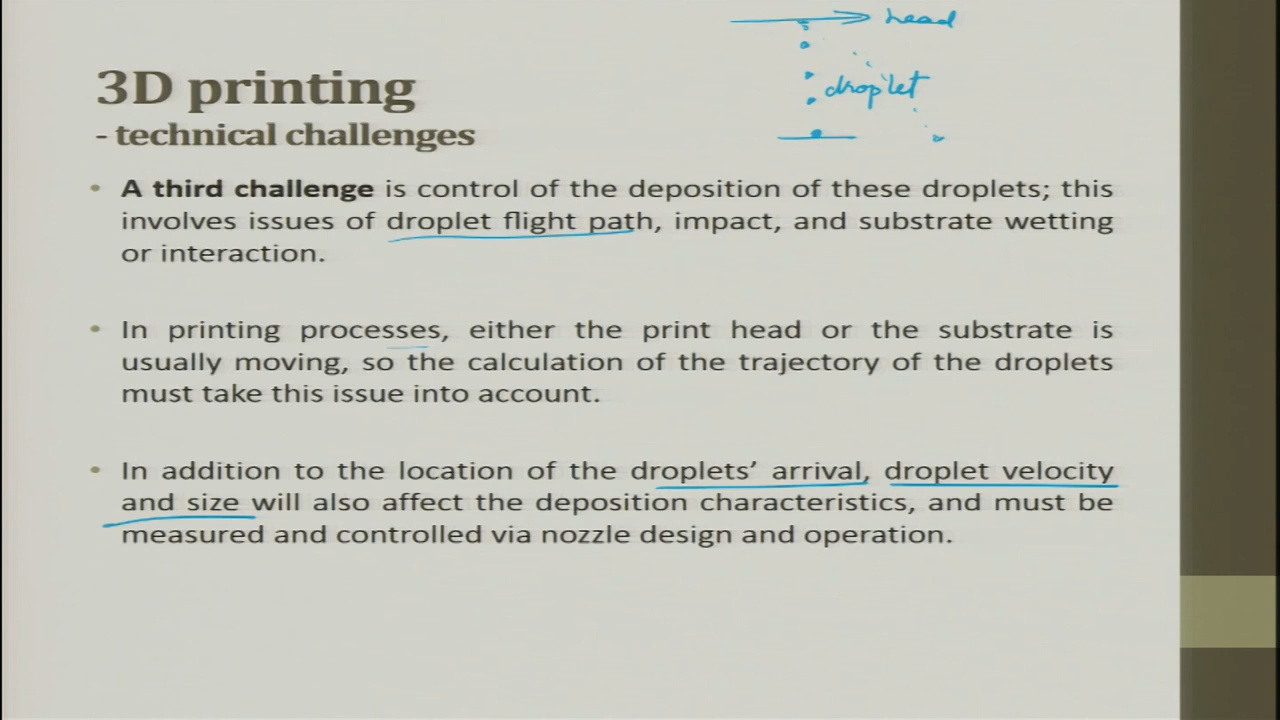 head
3D printing
droplet
- technical challenges
• A third challenge is control of the deposition of these droplets; this
involves issues of droplet flight path, impact, and substrate wetting
or interaction.
• In printing processes, either the print head or the substrate is
usually moving, so the calculation of the trajectory of the droplets
must take this issue into account.
• In addition to the location of the droplets’ arrival, droplet velocity
and size will also affect the deposition characteristics, and must be
measured and controlled via nozzle design and operation.